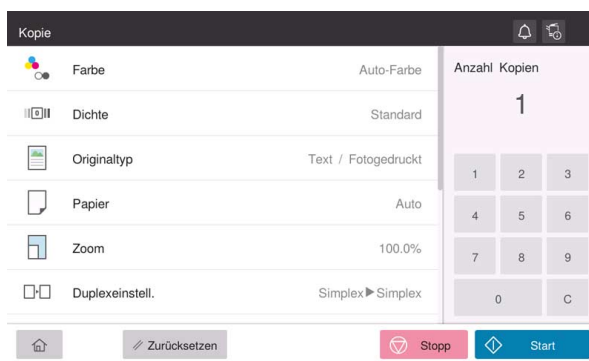 Kopie
Farbe Auto-Farbe
Dichte Standard
Originaltyp Text / Fotogedruckt
Papier Auto
Zoom 100.0%
Duplexeinstell. Simplex▶Simplex
Anzahl Kopien
1
1 2 3
4 5 6
7 8 9
0 C
Zurücksetzen Stopp Start